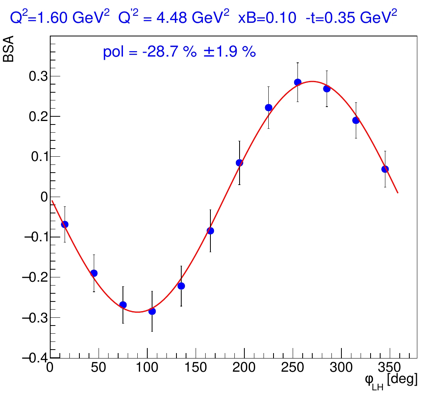 Q²=1.60 GeV² Q'² = 4.48 GeV² xB=0.10 -t=0.35 GeV²
BSA
pol = -28.7 % ±1.9 %
0.3
0.2
0.1
0
−0.1
−0.2
−0.3
−0.4
0 50 100 150 200 250 300 350
φ_LH [deg]